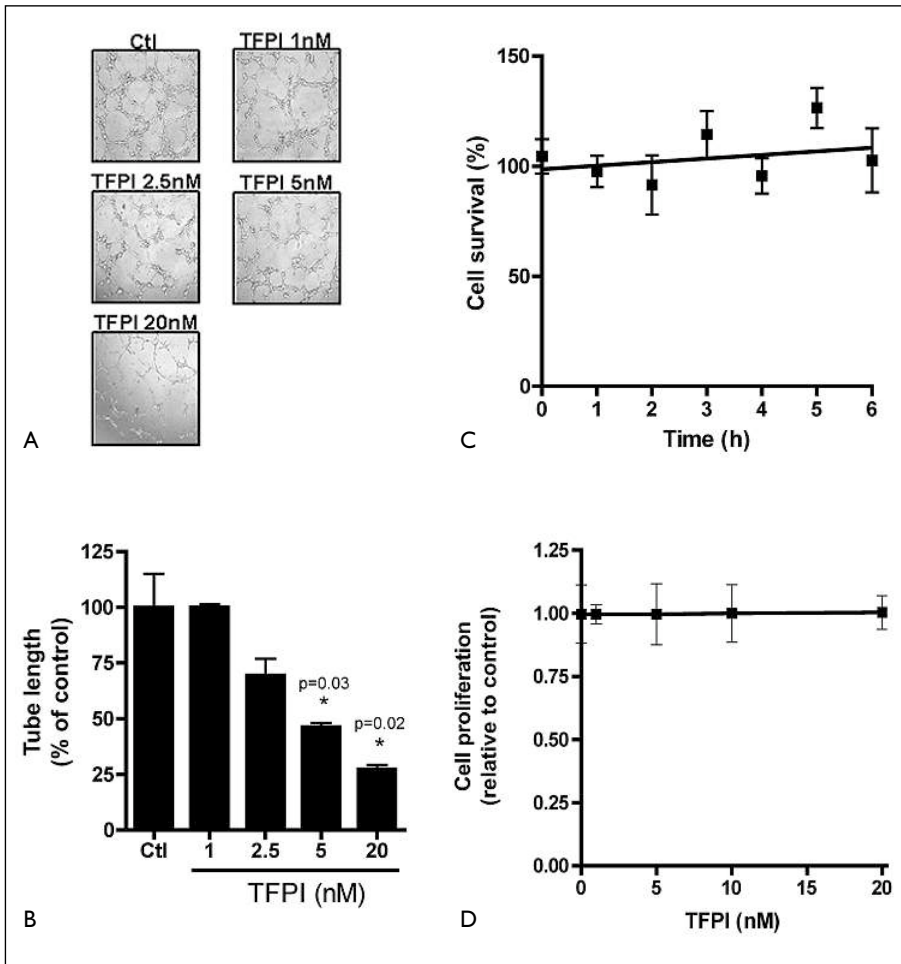 Ctl
TFPI 1nM
TFPI 2.5nM
TFPI 5nM
TFPI 20nM
A
150
100
50
0
Cell survival (%)
0 1 2 3 4 5 6
Time (h)
C
125
100
75
50
25
0
Tube length
(% of control)
p=0.03
*
p=0.02
*
Ctl 1 2.5 5 20
TFPI (nM)
B
1.25
1.00
0.75
0.50
0.25
0.00
Cell proliferation
(relative to control)
0 5 10 15 20
TFPI (nM)
D